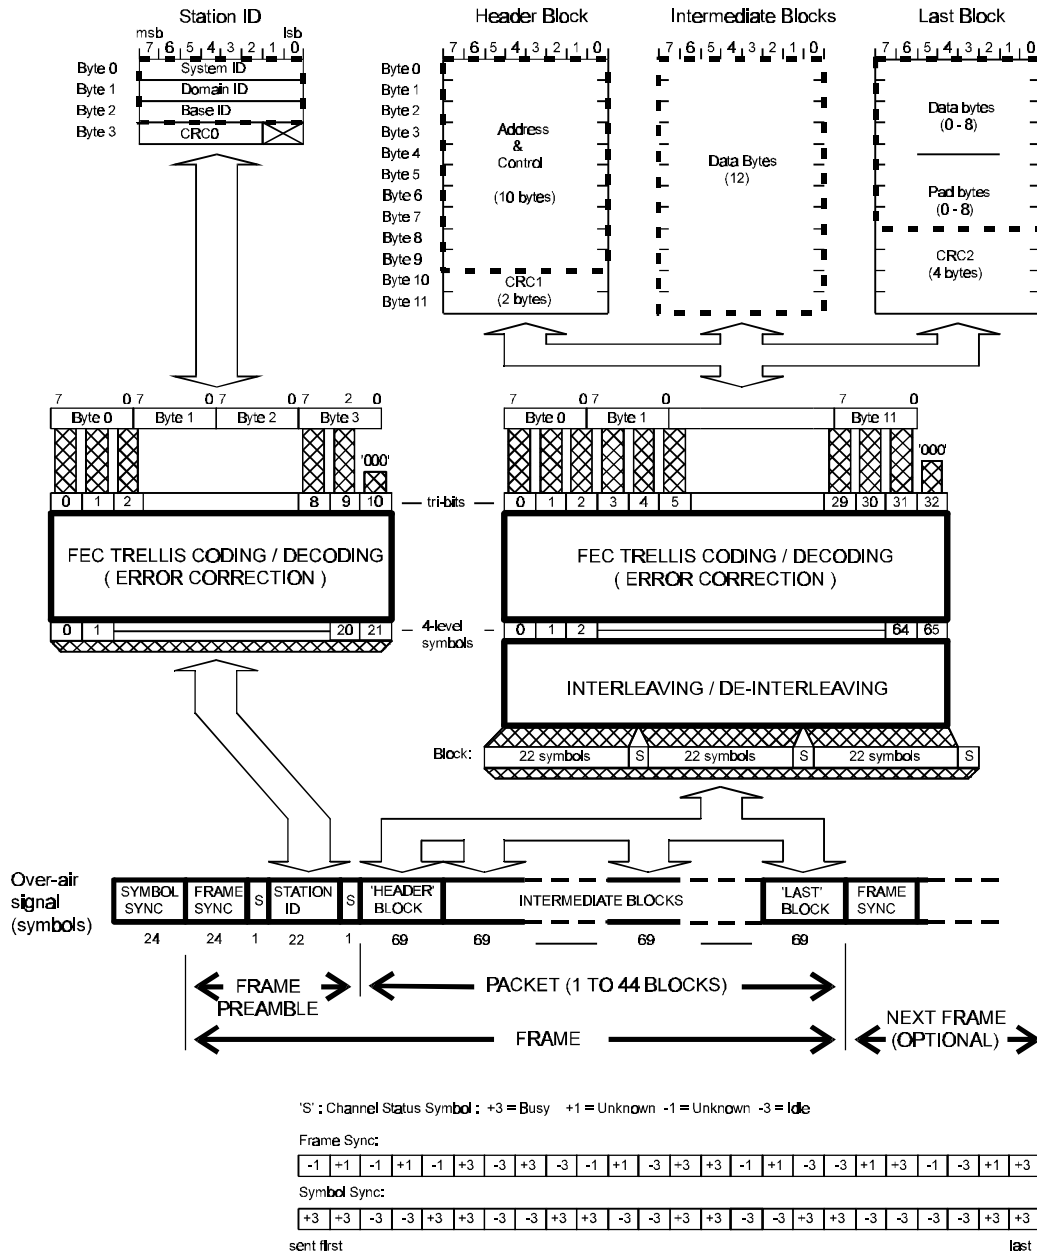 Station ID
msb lsb
7 6 5 4 3 2 1 0
Byte 0 System ID
Byte 1 Domain ID
Byte 2 Base ID
Byte 3 CRC0
Header Block
7 6 5 4 3 2 1 0
Byte 0
Byte 1
Byte 2
Byte 3
Byte 4
Byte 5
Byte 6
Byte 7
Byte 8
Byte 9
Byte 10
Byte 11
Address
&
Control
(10 bytes)
CRC1
(2 bytes)
Intermediate Blocks
7 6 5 4 3 2 1 0
Data Bytes
(12)
Last Block
7 6 5 4 3 2 1 0
Data bytes
(0 - 8)
Pad bytes
(0 - 8)
CRC2
(4 bytes)
7 0 7 0 7 0 7 2 0
Byte 0 Byte 1 Byte 2 Byte 3
'000'
0 1 2 8 9 10
tri-bits
FEC TRELLIS CODING / DECODING
( ERROR CORRECTION )
0 1 20 21
4-level
symbols
7 0 7 0 7 0
Byte 0 Byte 1 Byte 11
'000'
0 1 2 3 4 5 29 30 31 32
FEC TRELLIS CODING / DECODING
( ERROR CORRECTION )
0 1 2 64 65
INTERLEAVING / DE-INTERLEAVING
Block: 22 symbols S 22 symbols S 22 symbols S
Over-air
signal
(symbols)
SYMBOL
SYNC
FRAME
SYNC
S
STATION
ID
S
'HEADER'
BLOCK
INTERMEDIATE BLOCKS
'LAST'
BLOCK
FRAME
SYNC
24 24 1 22 1 69 69 69 69
FRAME
PREAMBLE
PACKET (1 TO 44 BLOCKS)
FRAME
NEXT FRAME
(OPTIONAL)
'S' : Channel Status Symbol : +3 = Busy +1 = Unknown -1 = Unknown -3 = Idle
Frame Sync:
-1 +1 -1 +1 -1 +3 -3 +3 -3 -1 +1 -3 +3 +3 -1 +1 -3 -3 +1 +3 -1 -3 +1 +3
Symbol Sync:
+3 +3 -3 -3 +3 +3 -3 -3 +3 +3 -3 -3 +3 +3 -3 -3 +3 +3 -3 -3 +3 -3 +3 +3
sent first last